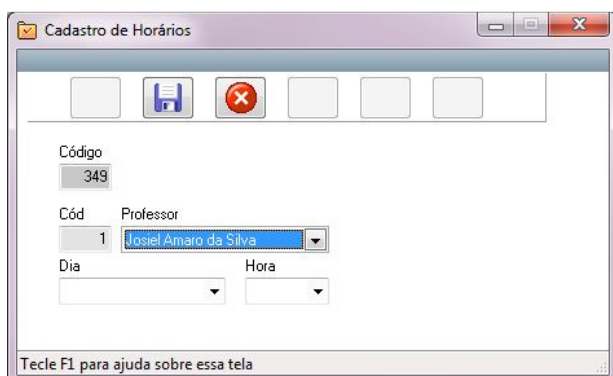 Cadastro de Horários
Código
349
Cód Professor
1 Josiel Amaro da Silva
Dia Hora
Tecle F1 para ajuda sobre essa tela